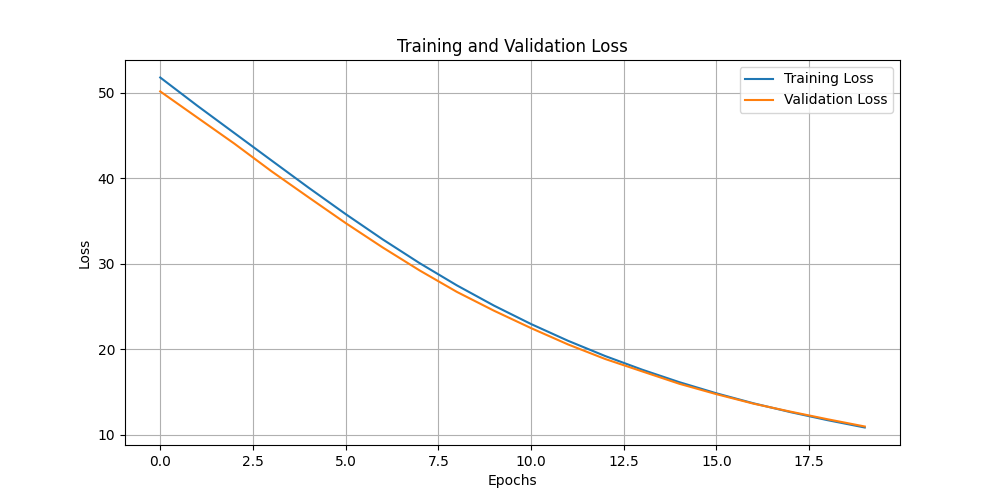 Training and Validation Loss
Training Loss
Validation Loss
Loss
50
40
30
20
10
0.0 2.5 5.0 7.5 10.0 12.5 15.0 17.5
Epochs